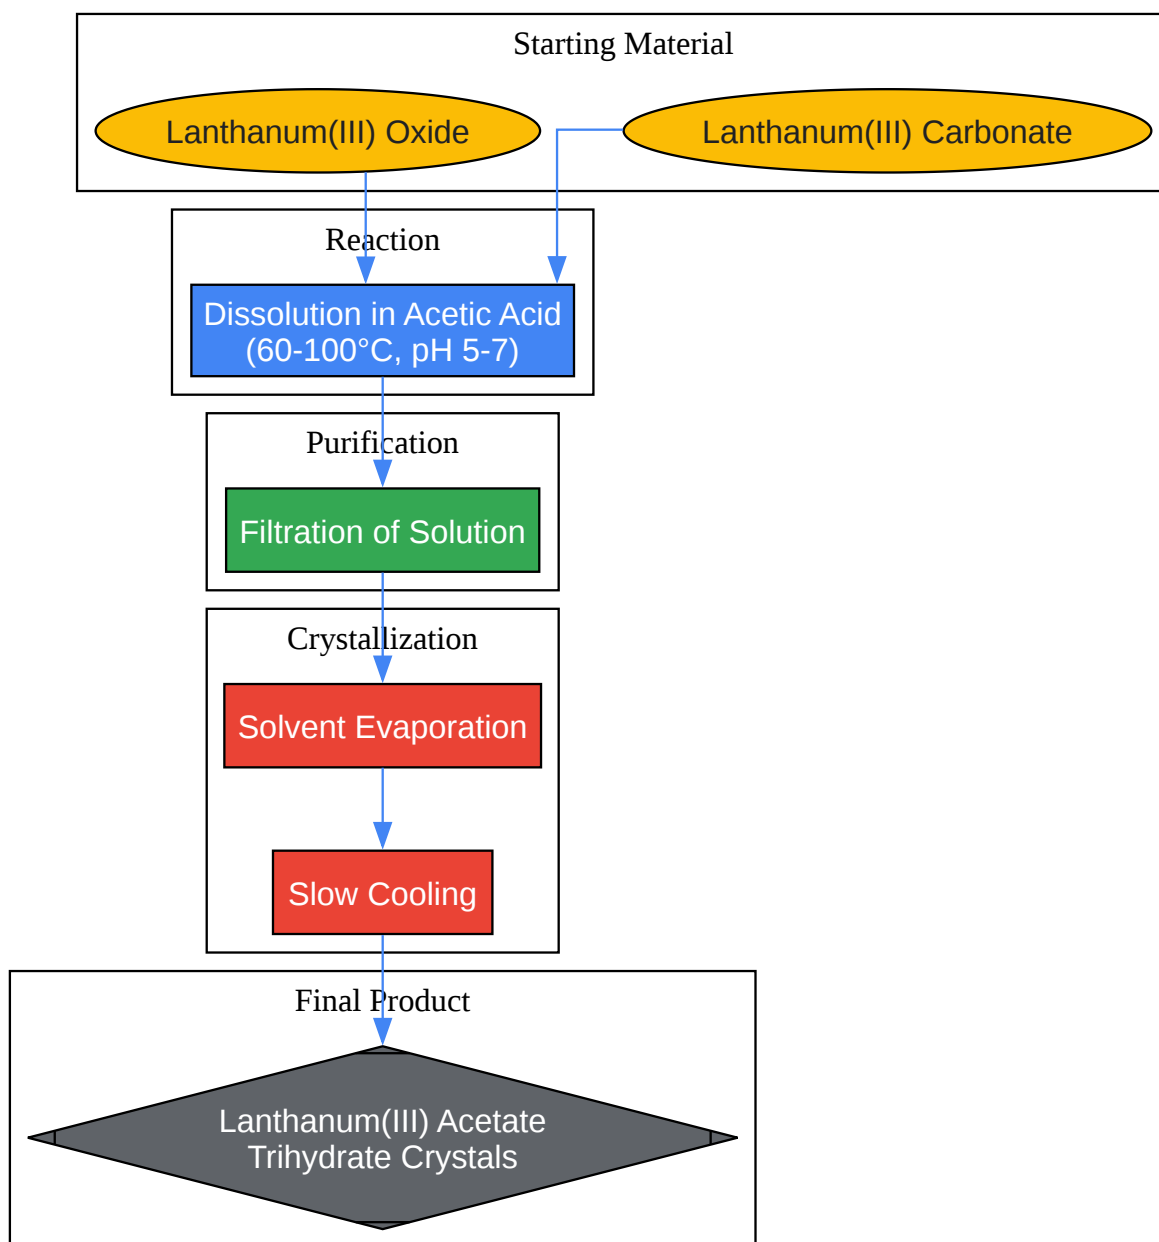 Starting Material
Lanthanum(III) Oxide
Lanthanum(III) Carbonate
Reaction
Dissolution in Acetic Acid
(60-100°C, pH 5-7)
Purification
Filtration of Solution
Crystallization
Solvent Evaporation
Slow Cooling
Final Product
Lanthanum(III) Acetate
Trihydrate Crystals